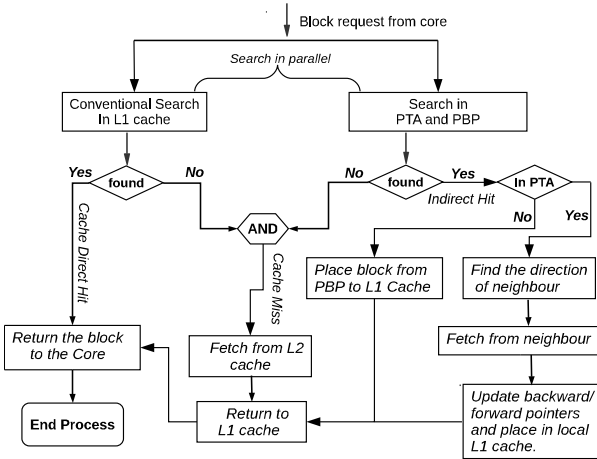 Block request from core
Search in parallel
Conventional Search
In L1 cache
Search in
PTA and PBP
Yes
found
No
No
found
Yes
Indirect Hit
In PTA
No
Yes
Cache Direct Hit
AND
Cache Miss
Place block from
PBP to L1 Cache
Find the direction
of neighbour
Return the block
to the Core
Fetch from L2
cache
Fetch from neighbour
End Process
Return to
L1 cache
Update backward/
forward pointers
and place in local
L1 cache.